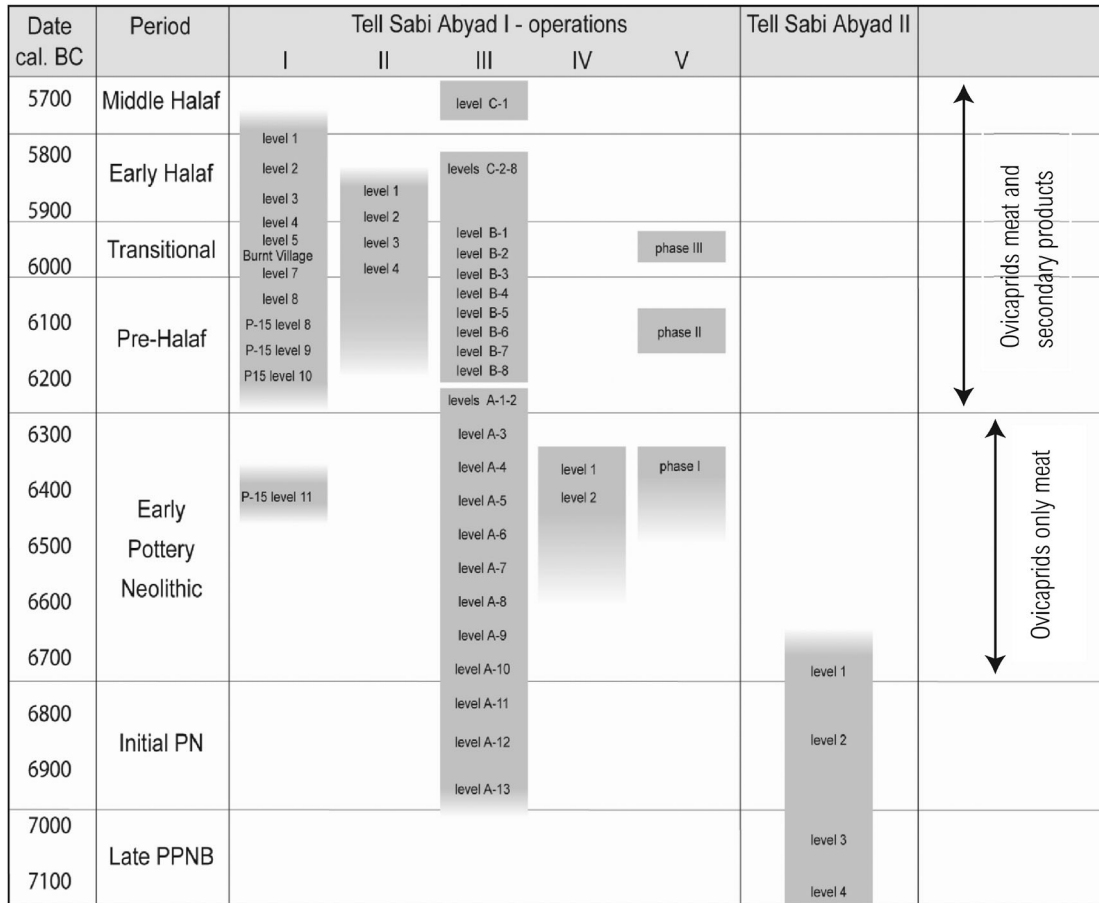 Date cal. BC
Period
Tell Sabi Abyad I - operations
Tell Sabi Abyad II
I II III IV V
5700
5800
5900
6000
6100
6200
6300
6400
6500
6600
6700
6800
6900
7000
7100
Middle Halaf
Early Halaf
Transitional
Pre-Halaf
Early
Pottery
Neolithic
Initial PN
Late PPNB
level 1
level 2
level 3
level 4
level 5
Burnt Village
level 7
level 8
P-15 level 8
P-15 level 9
P15 level 10
P-15 level 11
level 1
level 2
level 3
level 4
level C-1
levels C-2-8
level B-1
level B-2
level B-3
level B-4
level B-5
level B-6
level B-7
level B-8
levels A-1-2
level A-3
level A-4
level A-5
level A-6
level A-7
level A-8
level A-9
level A-10
level A-11
level A-12
level A-13
level 1
level 2
phase III
phase II
phase I
level 1
level 2
level 3
level 4
Ovicaprids meat and
secondary products
Ovicaprids only meat